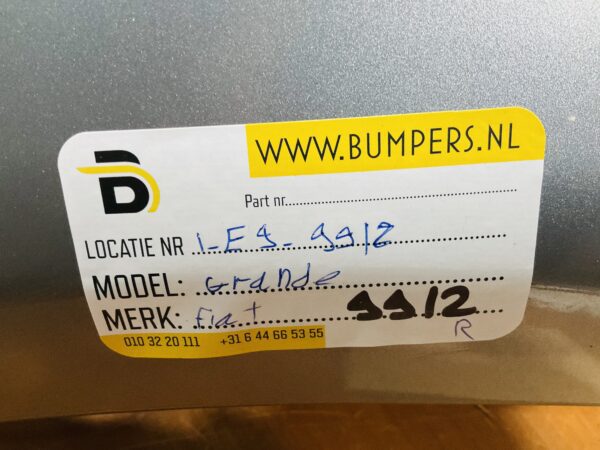 WWW.BUMPERS.NL
B
Part nr.
LOCATIE NR 1-E9-9912
MODEL: Grande
MERK: Fiat 9912
R
010 32 20 111 +31 6 44 66 53 55